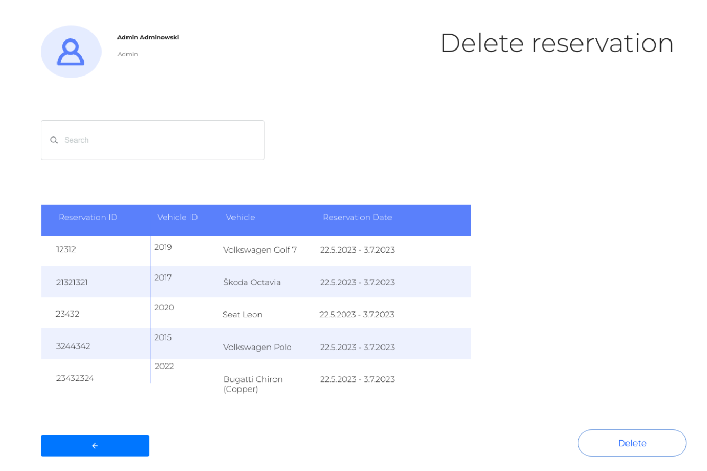 Admin Adminowski
Admin
Delete reservation
Search
Reservation ID Vehicle ID Vehicle Reservation Date
12312 2019 Volkswagen Golf 7 22.5.2023 - 3.7.2023
21321321 2017 Škoda Octavia 22.5.2023 - 3.7.2023
23432 2020 Seat Leon 22.5.2023 - 3.7.2023
3244342 2015 Volkswagen Polo 22.5.2023 - 3.7.2023
23432324 2022 Bugatti Chiron 22.5.2023 - 3.7.2023
(Copper)
Delete